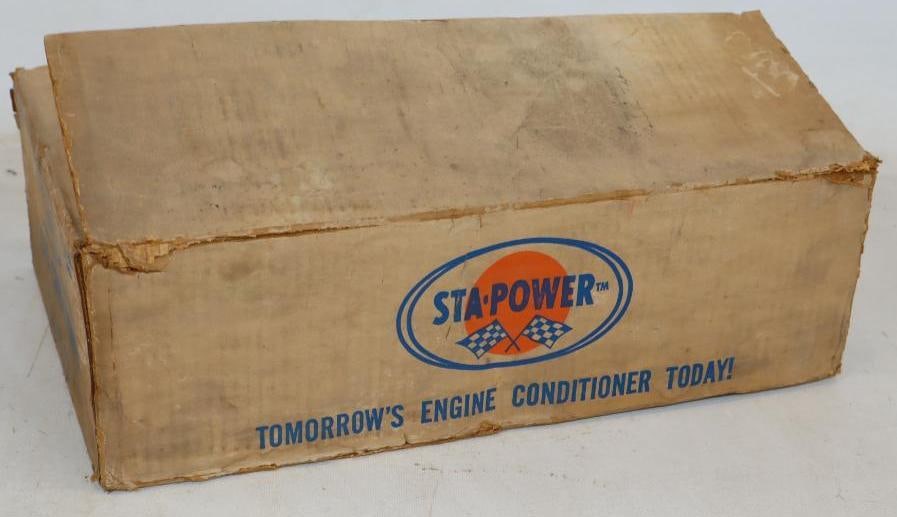 STA-POWER™
TOMORROW'S ENGINE CONDITIONER TODAY!